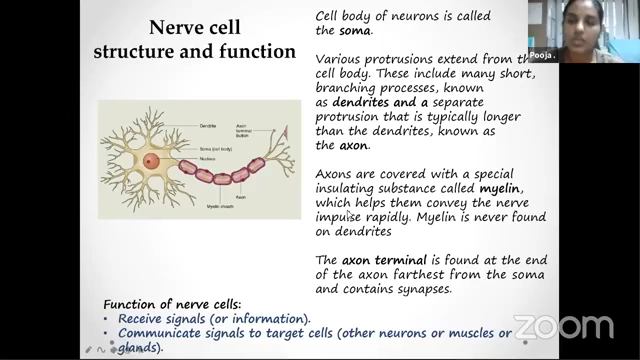 Nerve cell
structure and function
Cell body of neurons is called
the soma.
Various protrusions extend from th
cell body. These include many short,
branching processes, known
as dendrites and a separate
protrusion that is typically longer
than the dendrites, known as
the axon.
Axons are covered with a special
insulating substance called myelin,
which helps them convey the nerve
impulse rapidly. Myelin is never found
on dendrites
The axon terminal is found at the end
of the axon farthest from the soma
and contains synapses.
Dendrite
Soma (cell body)
Nucleus
Axon
terminal
button
Axon
Myelin sheath
Function of nerve cells:
• Receive signals (or information).
• Communicate signals to target cells (other neurons or muscles or
glands).
Pooja .
zoom